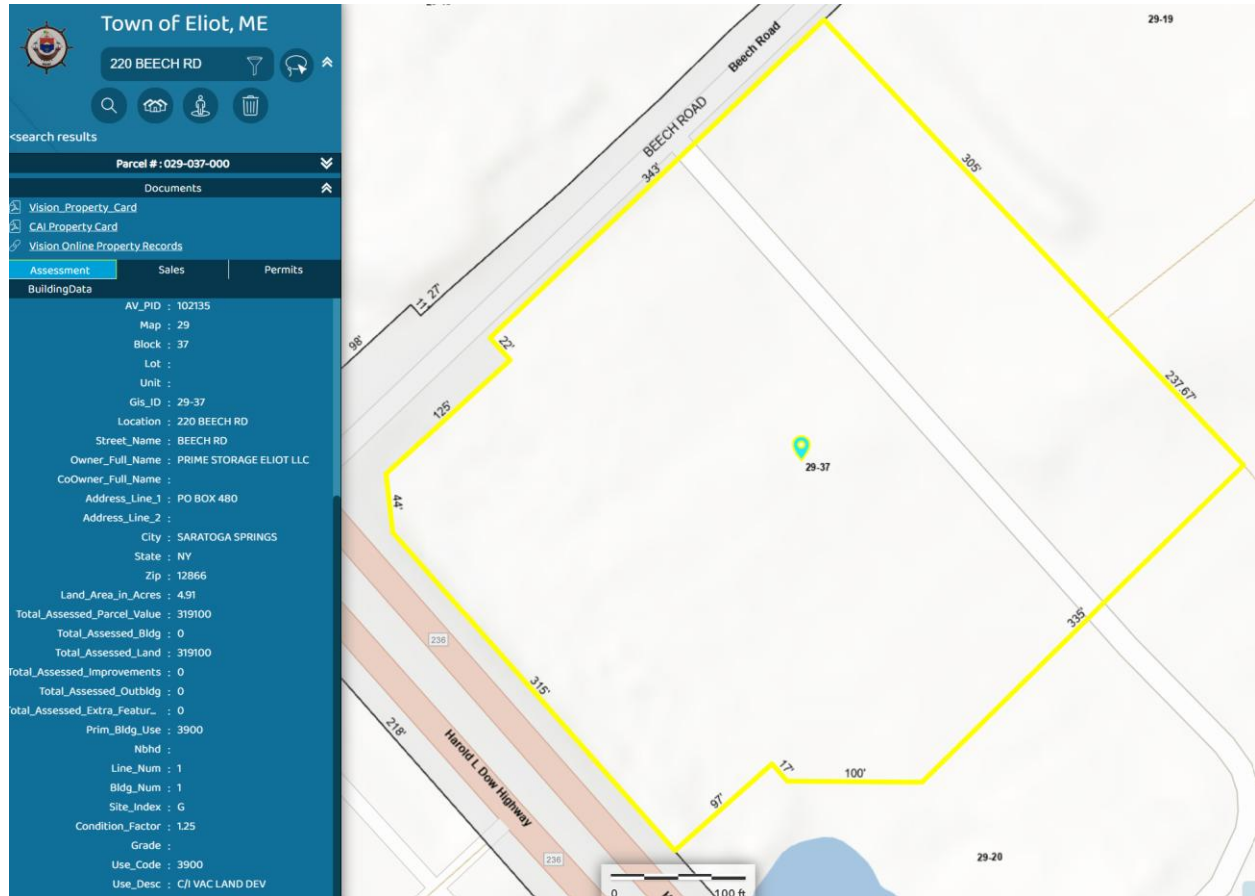 Town of Eliot, ME
220 BEECH RD
<search results
Parcel # : 029-037-000
Documents
Vision_Property_Card
CAI Property Card
Vision Online Property Records
Assessment Sales Permits
BuildingData
AV_PID : 102135
Map : 29
Block : 37
Lot :
Unit :
Gis_ID : 29-37
Location : 220 BEECH RD
Street_Name : BEECH RD
Owner_Full_Name : PRIME STORAGE ELIOT LLC
CoOwner_Full_Name :
Address_Line_1 : PO BOX 480
Address_Line_2 :
City : SARATOGA SPRINGS
State : NY
Zip : 12866
Land_Area_in_Acres : 4.91
Total_Assessed_Parcel_Value : 319100
Total_Assessed_Bldg : 0
Total_Assessed_Land : 319100
Total_Assessed_Improvements : 0
Total_Assessed_Outbldg : 0
Total_Assessed_Extra_Featur... : 0
Prim_Bldg_Use : 3900
Nbhd :
Line_Num : 1
Bldg_Num : 1
Site_Index : G
Condition_Factor : 1.25
Grade :
Use_Code : 3900
Use_Desc : C/I VAC LAND DEV
29-19
Beech Road
BEECH ROAD
343'
305'
27'
11'
98'
22'
125'
237.67'
29-37
44'
335'
236
315'
218'
Harold L Dow Highway
17'
100'
97'
236
29-20
0 100 ft